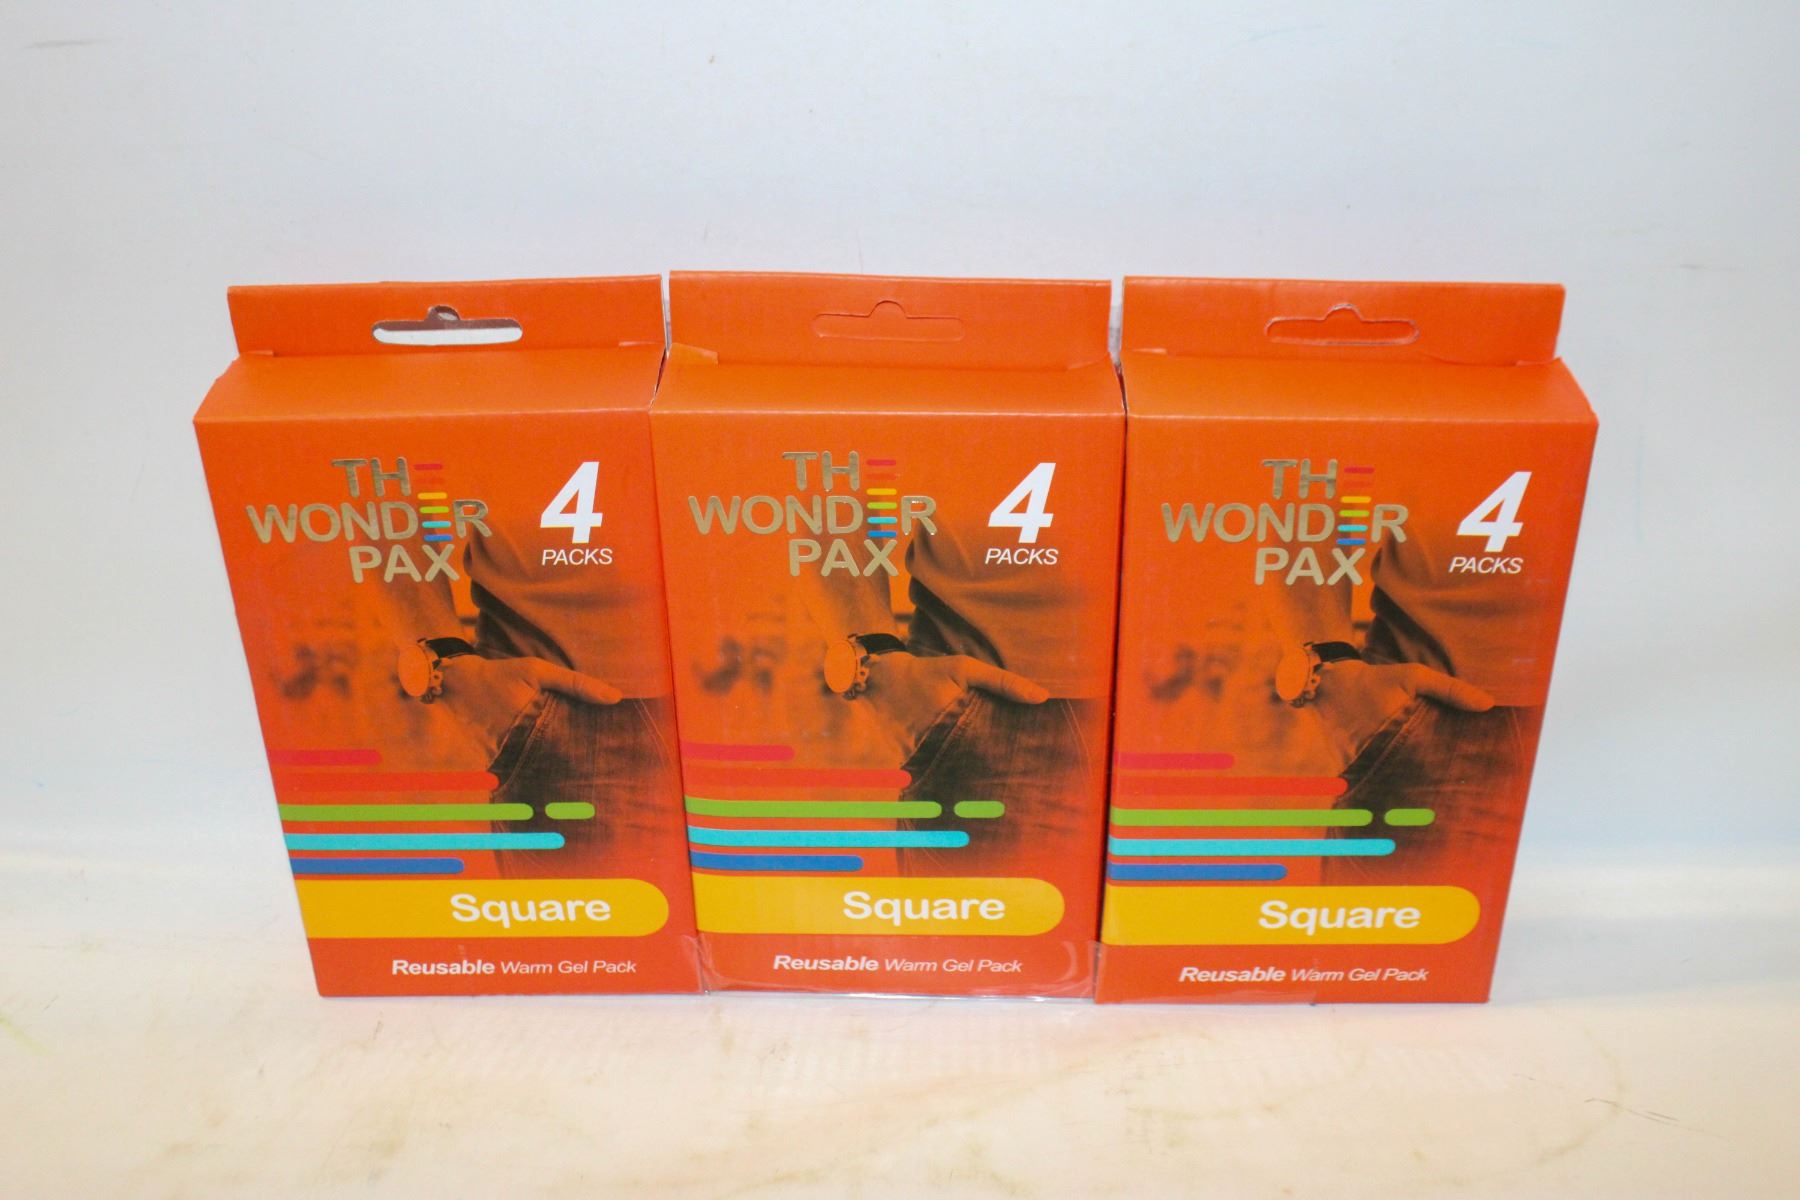 THE
WONDER
PAX
4
PACKS
Square
Reusable Warm Gel Pack
THE
WONDER
PAX
4
PACKS
Square
Reusable Warm Gel Pack
THE
WONDER
PAX
4
PACKS
Square
Reusable Warm Gel Pack